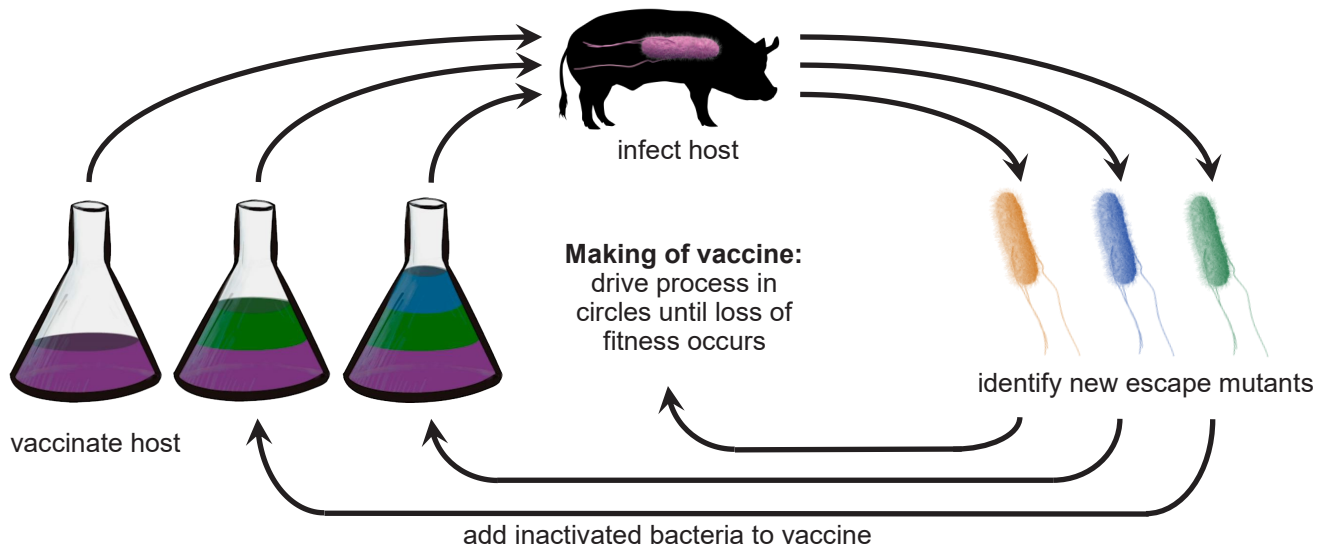 infect host
Making of vaccine:
drive process in
circles until loss of
fitness occurs
identify new escape mutants
vaccinate host
add inactivated bacteria to vaccine